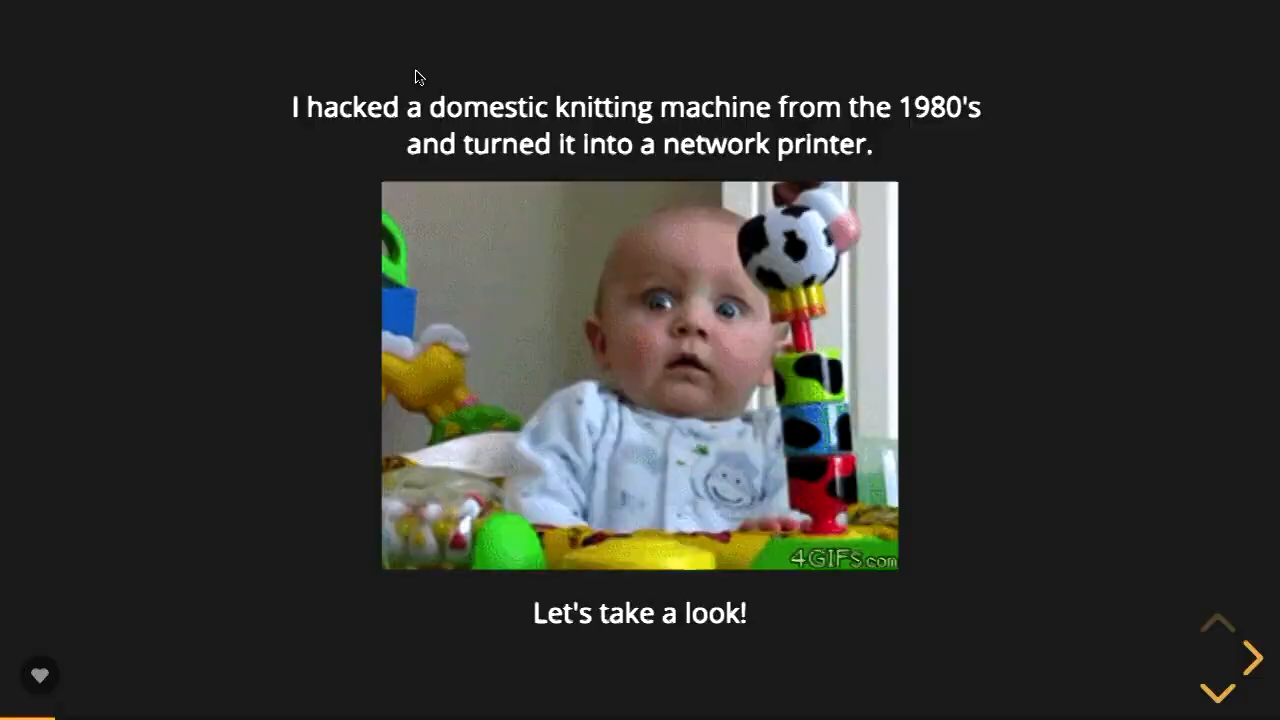 I hacked a domestic knitting machine from the 1980's
and turned it into a network printer.
4GIFS.com
Let's take a look!